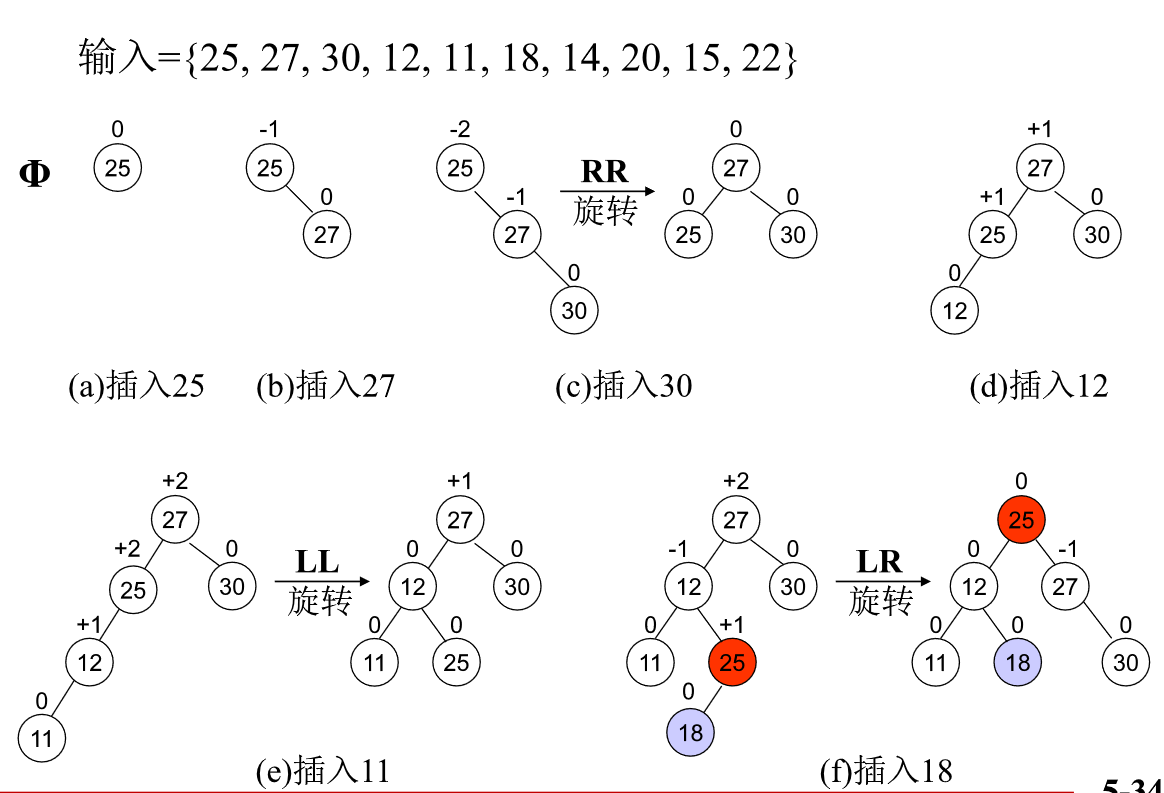 输入={25, 27, 30, 12, 11, 18, 14, 20, 15, 22}
0 -1 -2 0 +1
Φ 25 25 25 RR 27 27
0 -1 旋转 0 0 +1 0
27 27 25 30 25 30
0 0
30 12
(a)插入25 (b)插入27 (c)插入30 (d)插入12
+2 +1 +2 0
27 27 27 25
+2 0 LL 0 0 -1 0 LR 0 -1
25 30 旋转 12 30 12 30 旋转 12 27
+1 0 0 0 +1 0 0 0
12 11 25 11 25 11 18 30
0 0
11 18
(e)插入11 (f)插入18